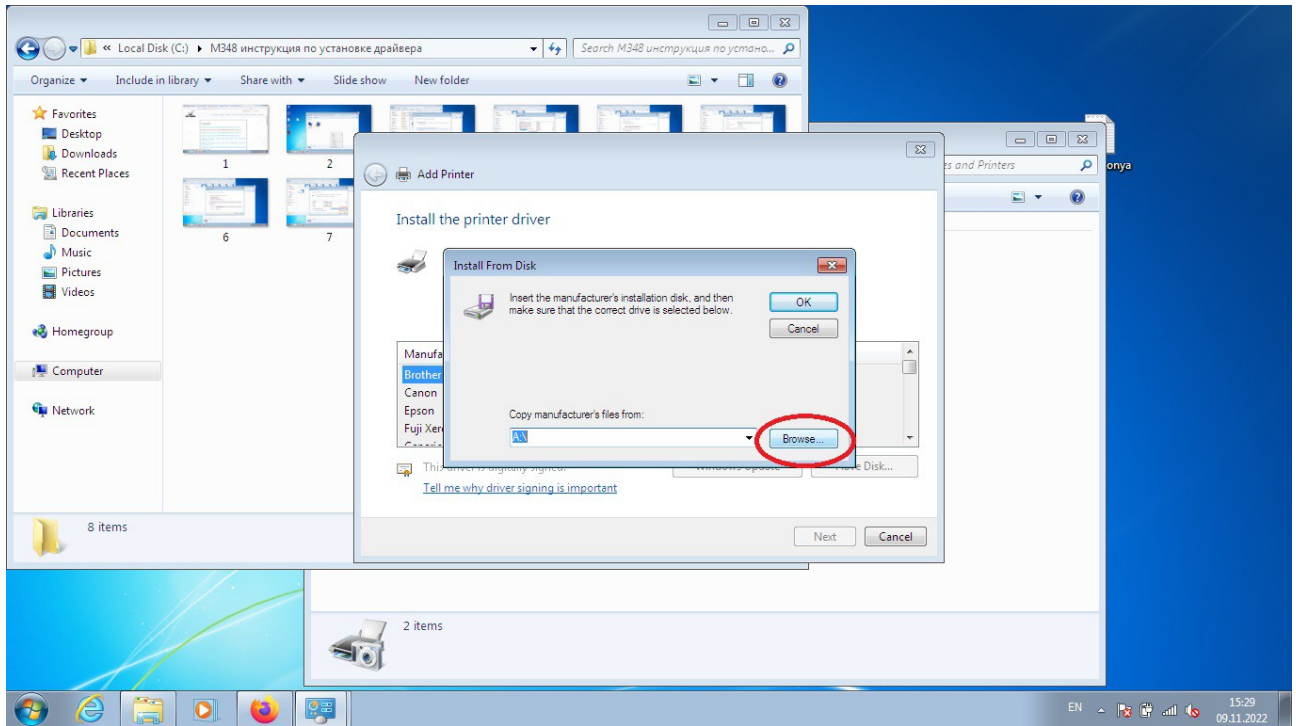 Local Disk (C:) ▸ М348 инструкция по установке драйвера
Search М348 инструкция по устано...
Organize
Include in library
Share with
Slide show
New folder
Favorites
Desktop
Downloads
Recent Places
Libraries
Documents
Music
Pictures
Videos
Homegroup
Computer
Network
1
2
6
7
8 items
es and Printers
onya
Add Printer
Install the printer driver
Install From Disk
Insert the manufacturer's installation disk, and then
make sure that the correct drive is selected below.
OK
Cancel
Copy manufacturer's files from:
A:\
Browse...
Manufa
Brother
Canon
Epson
Fuji Xer
This driver is digitally signed.
Windows Update
Have Disk...
Tell me why driver signing is important
Next
Cancel
2 items
EN
15:29
09.11.2022